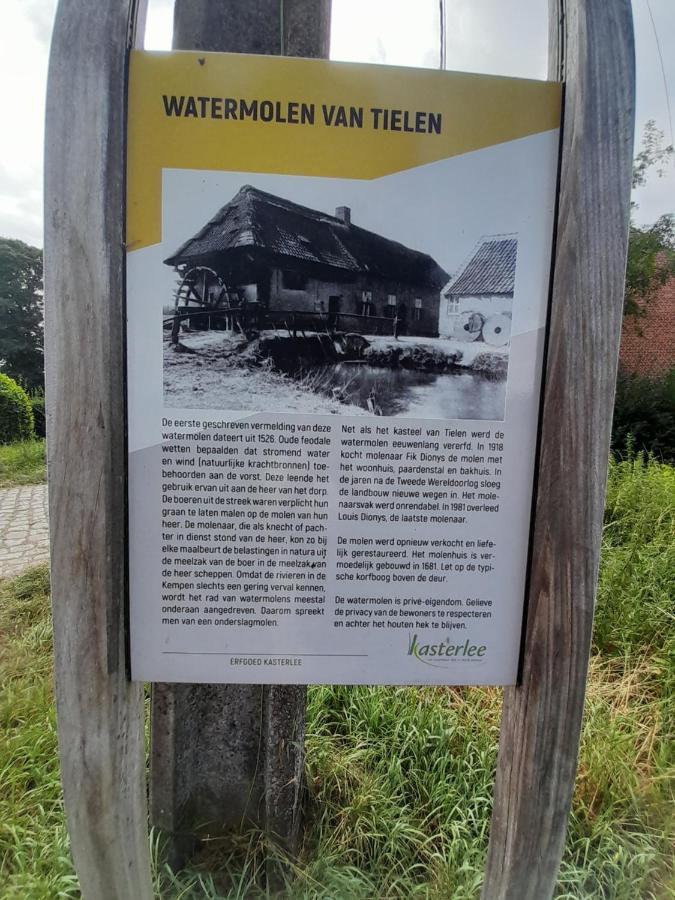 WATERMOLEN VAN TIELEN
De eerste geschreven vermelding van deze
watermolen dateert uit 1526. Oude feodale
wetten bepaalden dat stromend water
en wind (natuurlijke krachtbronnen) toe-
behoorden aan de vorst. Deze leende het
gebruik ervan uit aan de heer van het dorp.
De boeren uit de streek waren verplicht hun
graan te laten malen op de molen van hun
heer. De molenaar, die als knecht of pach-
ter in dienst stond van de heer, kon zo bij
elke maalbeurt de belastingen in natura uit
de meelzak van de boer in de meelzak van
de heer scheppen. Omdat de rivieren in de
Kempen slechts een gering verval kennen,
wordt het rad van watermolens meestal
onderaan aangedreven. Daarom spreekt
men van een onderslagmolen.
Net als het kasteel van Tielen werd de
watermolen eeuwenlang vererfd. In 1918
kocht molenaar Fik Dionys de molen met
het woonhuis, paardenstal en bakhuis. In
de jaren na de Tweede Wereldoorlog sloeg
de landbouw nieuwe wegen in. Het mole-
naarsvak werd onrendabel. In 1981 overleed
Louis Dionys, de laatste molenaar.
De molen werd opnieuw verkocht en liefe-
lijk gerestaureerd. Het molenhuis is ver-
moedelijk gebouwd in 1681. Let op de typi-
sche korfboog boven de deur.
De watermolen is privé-eigendom. Gelieve
de privacy van de bewoners te respecteren
en achter het houten hek te blijven.
ERFGOED KASTERLEE
kasterlee